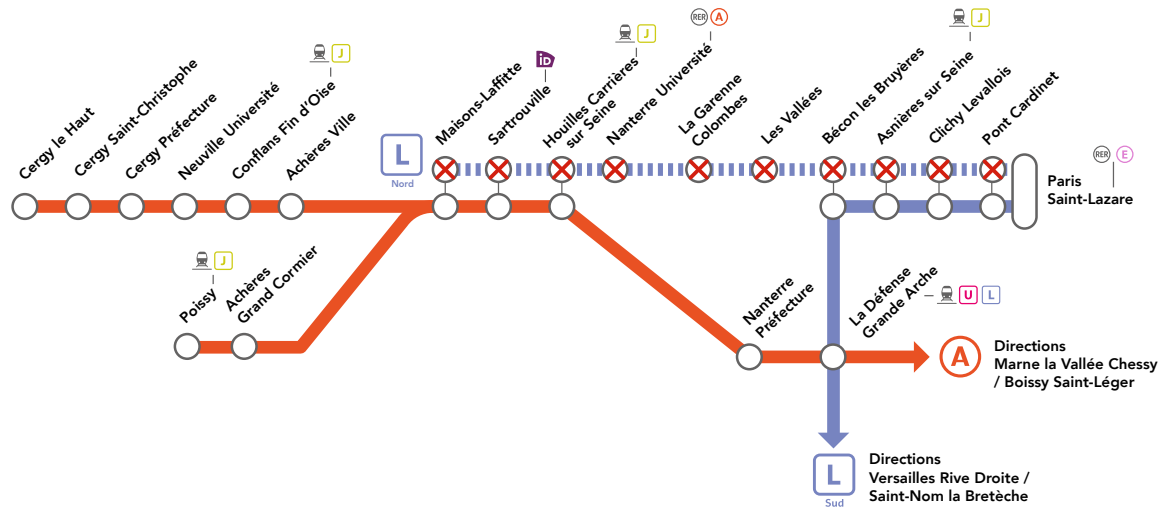 Cergy le Haut
Cergy Saint-Christophe
Cergy Préfecture
Neuville Université
Conflans Fin d'Oise
J
Achères Ville
L
Nord
Maisons-Laffitte
Sartrouville
iD
Houilles Carrières
sur Seine
J
Nanterre Université
RER A
La Garenne
Colombes
Les Vallées
Bécon les Bruyères
Asnières sur Seine
J
Clichy Levallois
Pont Cardinet
RER E
Paris
Saint-Lazare
Poissy
J
Achères
Grand Cormier
Nanterre
Préfecture
La Défense
Grande Arche
U L
A
Directions
Marne la Vallée Chessy
/ Boissy Saint-Léger
L
Sud
Directions
Versailles Rive Droite /
Saint-Nom la Bretèche